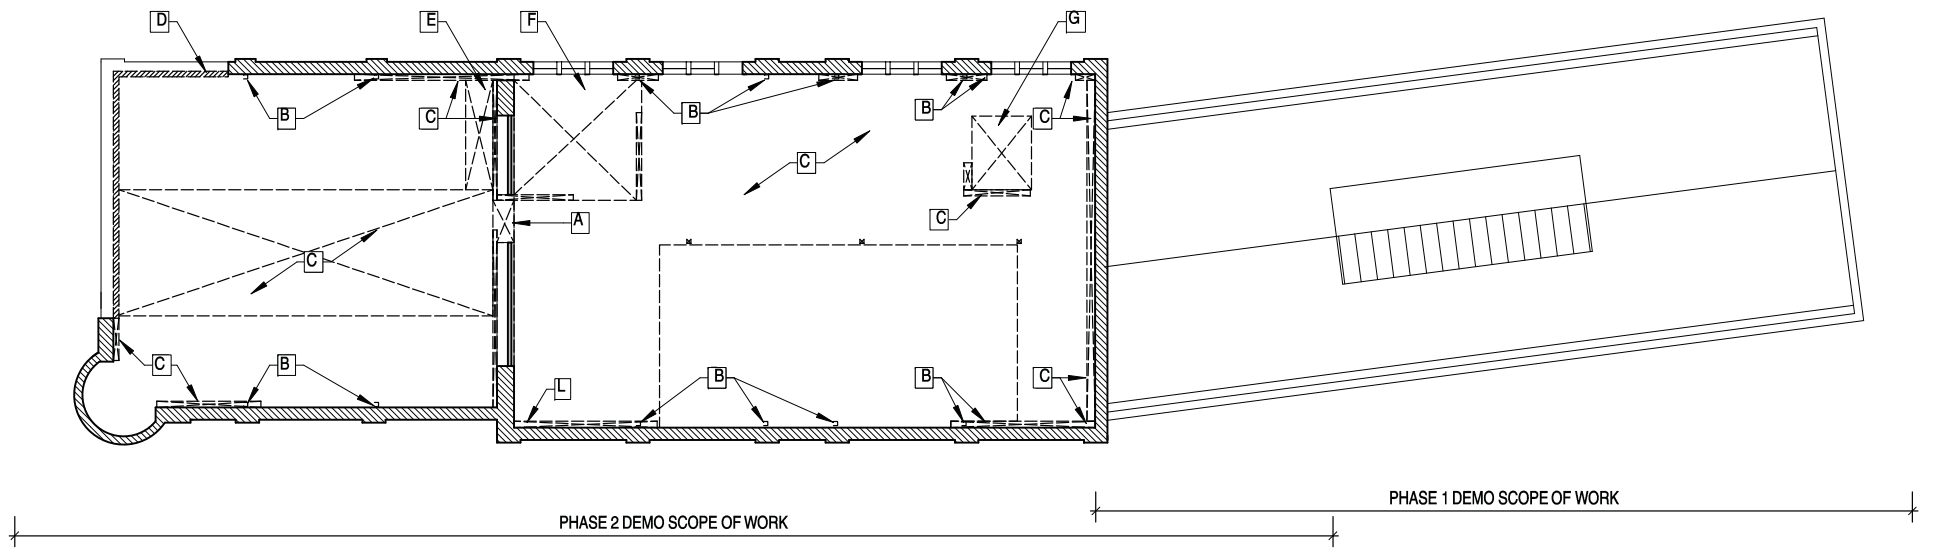 D
E
F
G
B
C
B
B
C
C
C
A
C
C
B
L
B
B
C
PHASE 1 DEMO SCOPE OF WORK
PHASE 2 DEMO SCOPE OF WORK